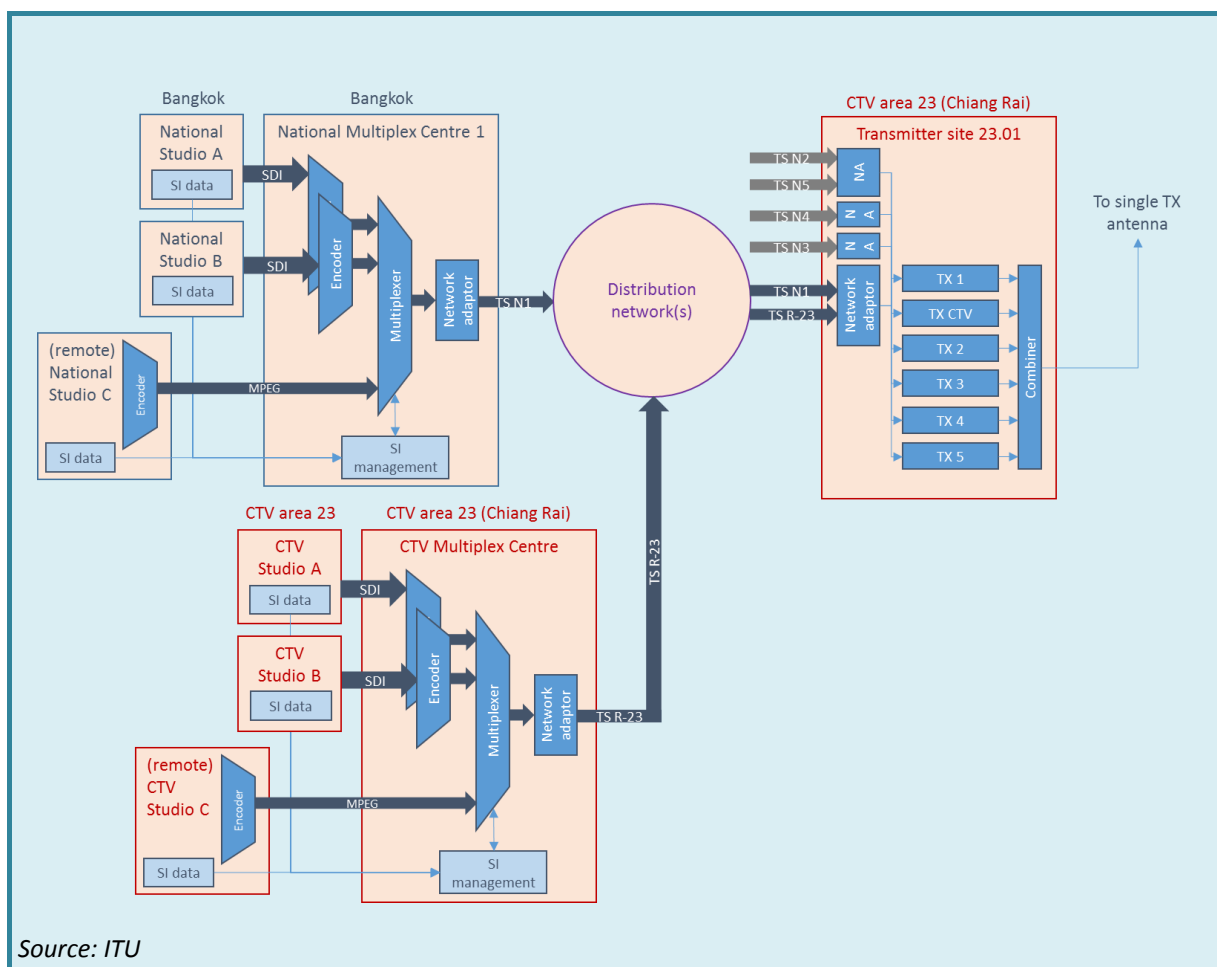 Bangkok
National
Studio A
SI data
National
Studio B
SI data
(remote)
National
Studio C
Encoder
SI data
Bangkok
National Multiplex Centre 1
SDI
SDI
Encoder
Multiplexer
Network
adaptor
MPEG
SI
management
TS N1
Distribution
network(s)
CTV area 23 (Chiang Rai)
Transmitter site 23.01
TS N2
TS N5
TS N4
TS N3
TS N1
TS R-23
NA
N
A
N
A
Network
adaptor
TX 1
TX CTV
TX 2
TX 3
TX 4
TX 5
Combiner
To single TX
antenna
CTV area 23
CTV
Studio A
SI data
CTV
Studio B
SI data
(remote)
CTV
Studio C
Encoder
SI data
CTV area 23 (Chiang Rai)
CTV Multiplex Centre
SDI
SDI
Encoder
Multiplexer
Network
adaptor
MPEG
SI
management
TS R-23
TS R-23
Source: ITU